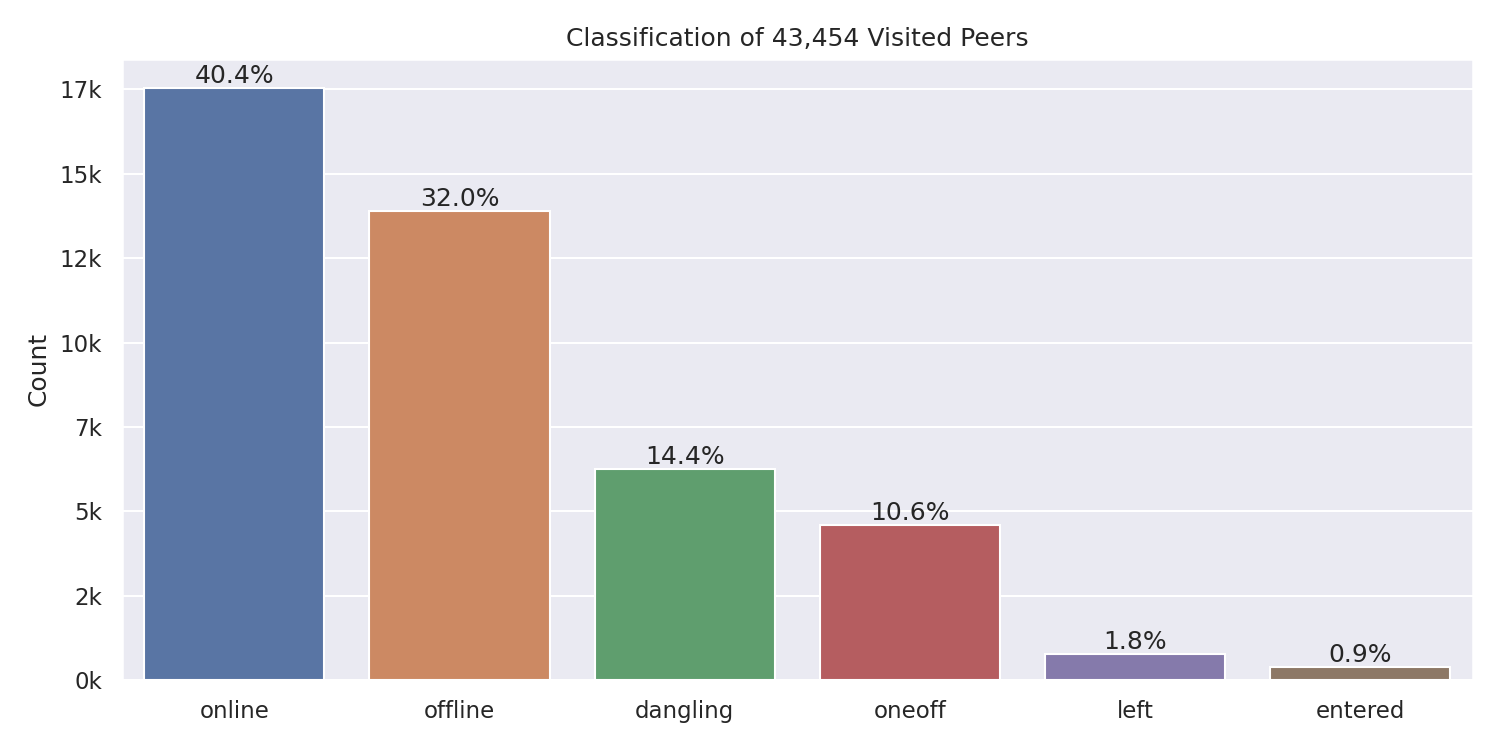 Classification of 43,454 Visited Peers
Count
17k
15k
12k
10k
7k
5k
2k
0k
40.4%
32.0%
14.4%
10.6%
1.8%
0.9%
online
offline
dangling
oneoff
left
entered